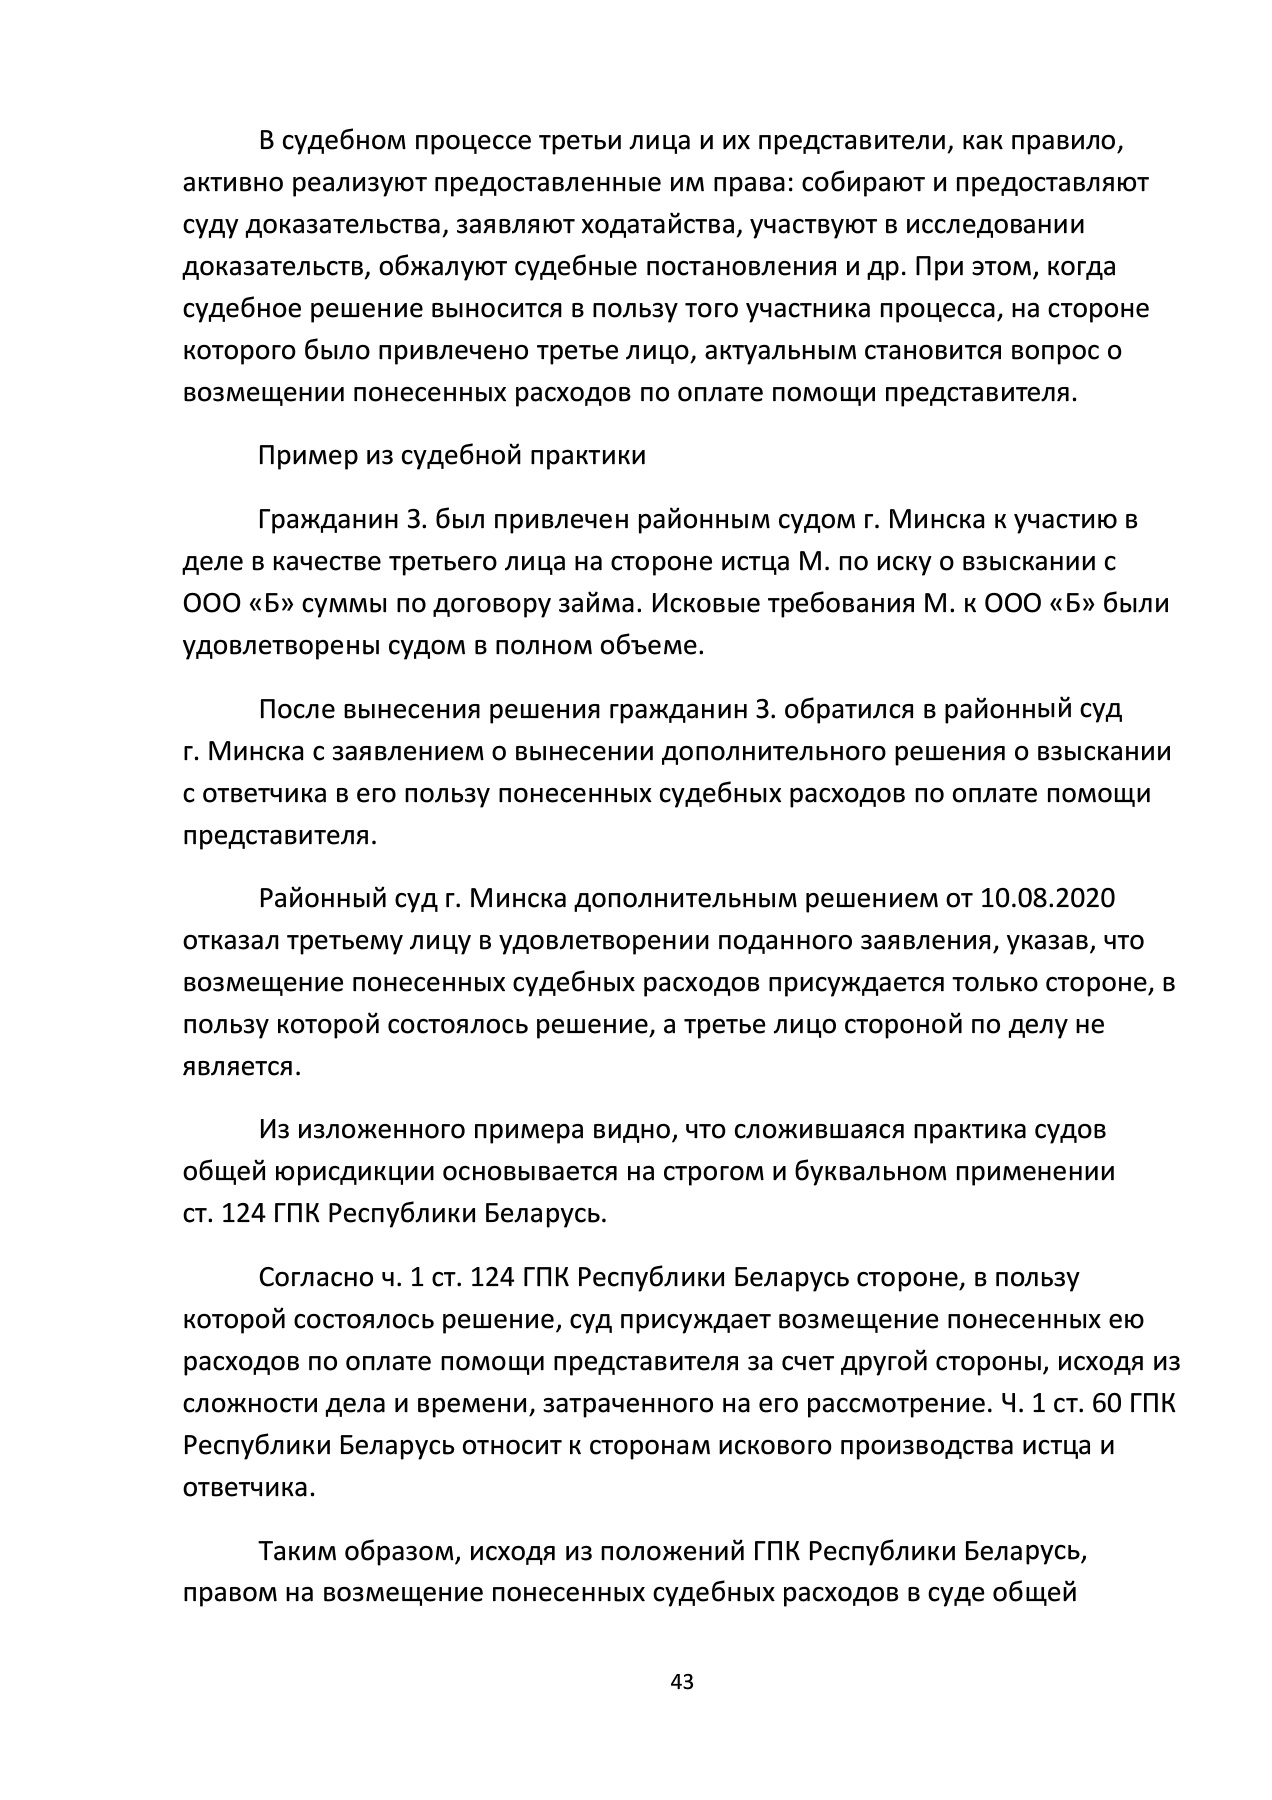 В судебном процессе третьи лица и их представители, как правило,
активно реализуют предоставленные им права: собирают и предоставляют
суду доказательства, заявляют ходатайства, участвуют в исследовании
доказательств, обжалуют судебные постановления и др. При этом, когда
судебное решение выносится в пользу того участника процесса, на стороне
которого было привлечено третье лицо, актуальным становится вопрос о
возмещении понесенных расходов по оплате помощи представителя.
Пример из судебной практики
Гражданин З. был привлечен районным судом г. Минска к участию в
деле в качестве третьего лица на стороне истца М. по иску о взыскании с
ООО «Б» суммы по договору займа. Исковые требования М. к ООО «Б» были
удовлетворены судом в полном объеме.
После вынесения решения гражданин З. обратился в районный суд
г. Минска с заявлением о вынесении дополнительного решения о взыскании
с ответчика в его пользу понесенных судебных расходов по оплате помощи
представителя.
Районный суд г. Минска дополнительным решением от 10.08.2020
отказал третьему лицу в удовлетворении поданного заявления, указав, что
возмещение понесенных судебных расходов присуждается только стороне, в
пользу которой состоялось решение, а третье лицо стороной по делу не
является.
Из изложенного примера видно, что сложившаяся практика судов
общей юрисдикции основывается на строгом и буквальном применении
ст. 124 ГПК Республики Беларусь.
Согласно ч. 1 ст. 124 ГПК Республики Беларусь стороне, в пользу
которой состоялось решение, суд присуждает возмещение понесенных ею
расходов по оплате помощи представителя за счет другой стороны, исходя из
сложности дела и времени, затраченного на его рассмотрение. Ч. 1 ст. 60 ГПК
Республики Беларусь относит к сторонам искового производства истца и
ответчика.
Таким образом, исходя из положений ГПК Республики Беларусь,
правом на возмещение понесенных судебных расходов в суде общей
43